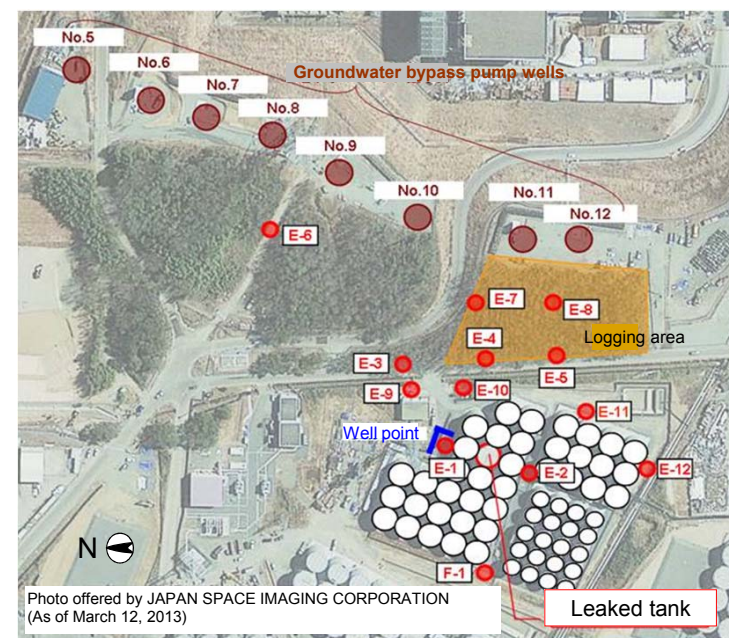 No.5
No.6
No.7
Groundwater bypass pump wells
No.8
No.9
No.10
No.11
No.12
E-6
E-7
E-8
Logging area
E-4
E-5
E-3
E-9
E-10
E-11
Well point
E-1
E-2
E-12
N
F-1
Photo offered by JAPAN SPACE IMAGING CORPORATION
(As of March 12, 2013)
Leaked tank